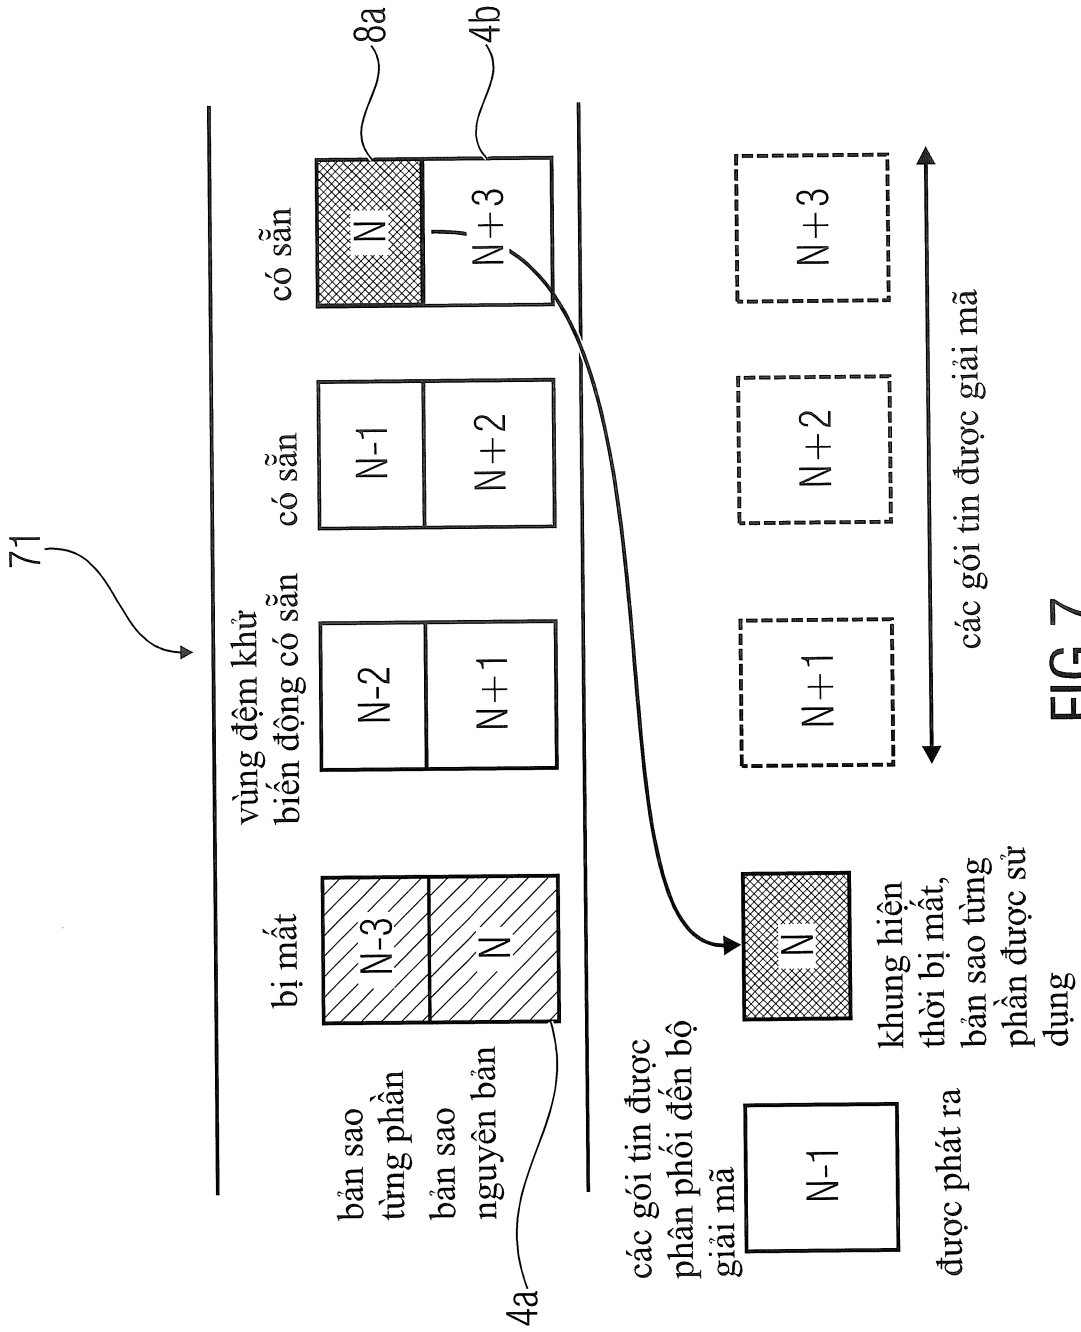 71
vùng đệm khử
biến động có sẵn
bị mất
có sẵn
có sẵn
8a
4b
bản sao
từng phần
N-3
N-2
N-1
N
bản sao
nguyên bản
N
N+1
N+2
N+3
4a
các gói tin được
phân phối đến bộ
giải mã
N-1
N
N+1
N+2
N+3
được phát ra
khung hiện
thời bị mất,
bản sao từng
phần được sử
dụng
các gói tin được giải mã
FIG 7